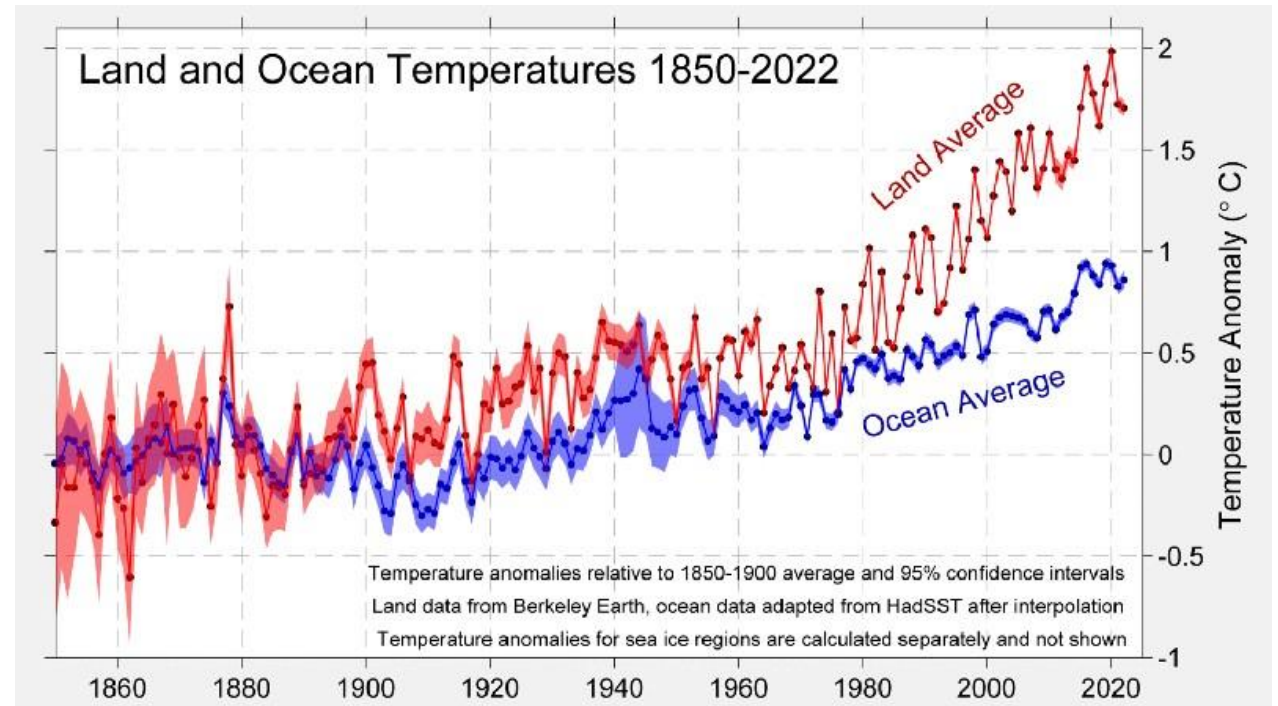 Land and Ocean Temperatures 1850-2022
Land Average
Ocean Average
Temperature anomalies relative to 1850-1900 average and 95% confidence intervals
Land data from Berkeley Earth, ocean data adapted from HadSST after interpolation
Temperature anomalies for sea ice regions are calculated separately and not shown
2
1.5
1
0.5
0
-0.5
-1
Temperature Anomaly (° C)
1860 1880 1900 1920 1940 1960 1980 2000 2020